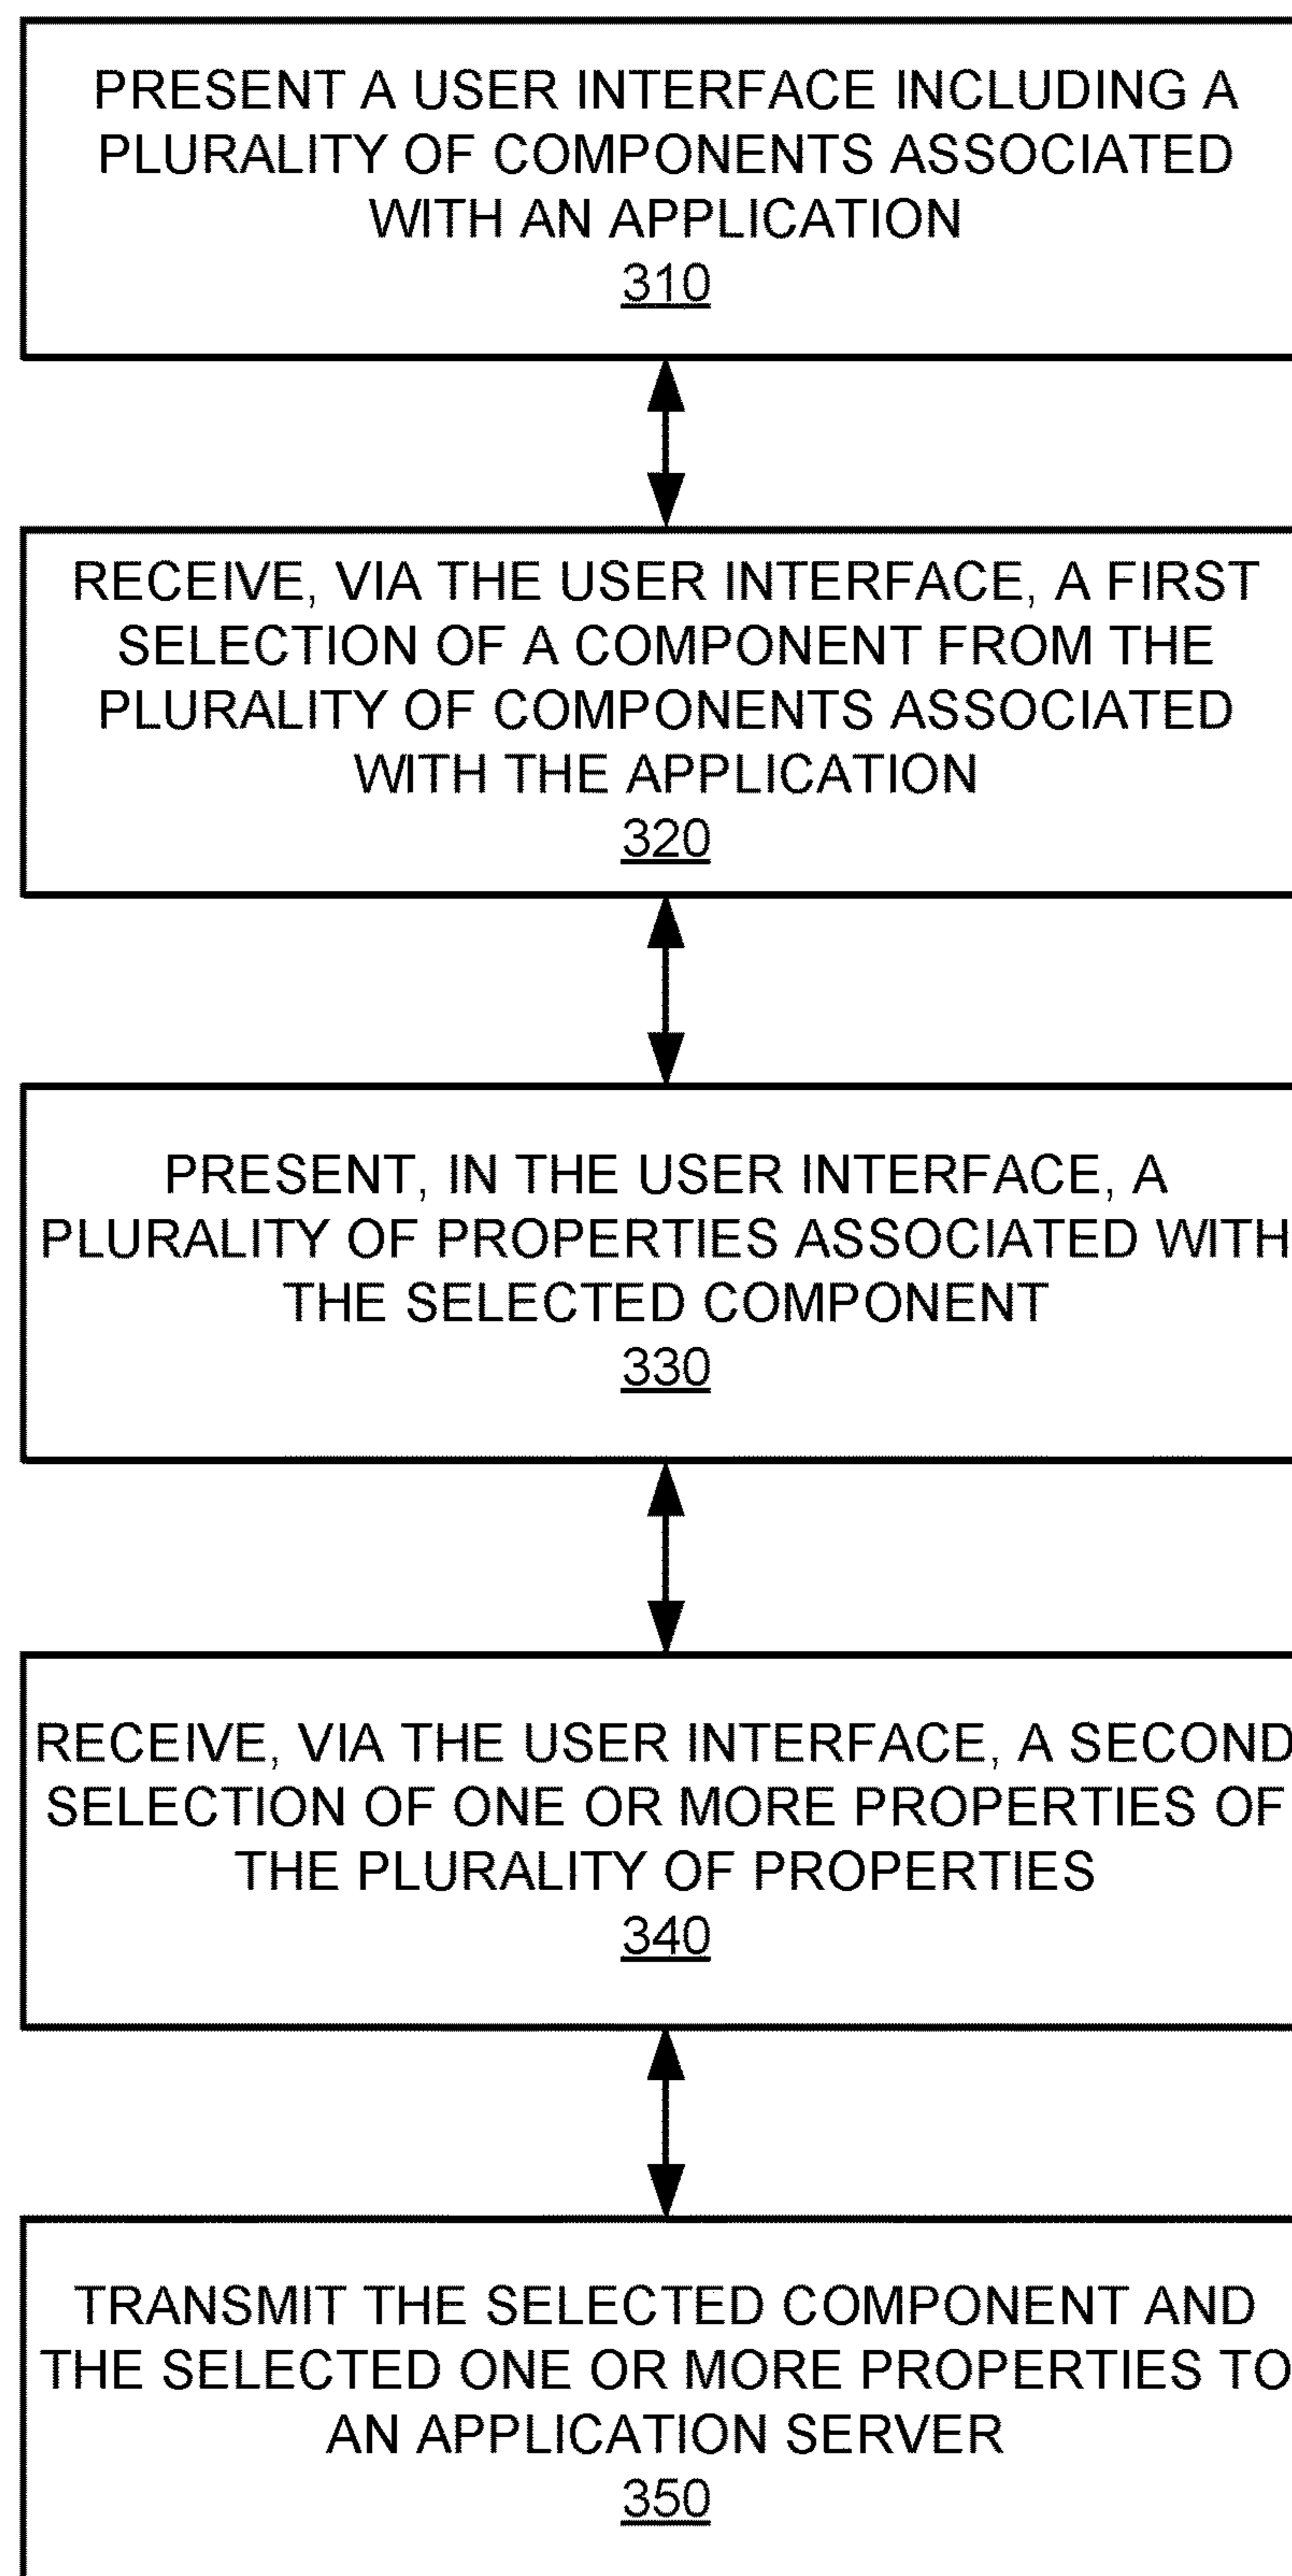 PRESENT A USER INTERFACE INCLUDING A
PLURALITY OF COMPONENTS ASSOCIATED
WITH AN APPLICATION
310
RECEIVE, VIA THE USER INTERFACE, A FIRST
SELECTION OF A COMPONENT FROM THE
PLURALITY OF COMPONENTS ASSOCIATED
WITH THE APPLICATION
320
PRESENT, IN THE USER INTERFACE, A
PLURALITY OF PROPERTIES ASSOCIATED WITH
THE SELECTED COMPONENT
330
RECEIVE, VIA THE USER INTERFACE, A SECOND
SELECTION OF ONE OR MORE PROPERTIES OF
THE PLURALITY OF PROPERTIES
340
TRANSMIT THE SELECTED COMPONENT AND
THE SELECTED ONE OR MORE PROPERTIES TO
AN APPLICATION SERVER
350